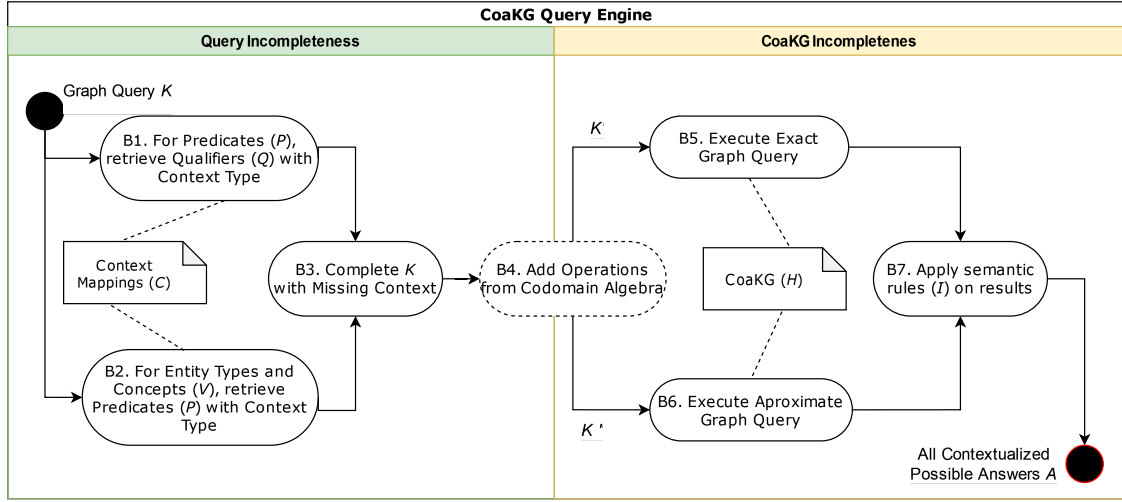 CoaKG Query Engine
Query Incompleteness
CoaKG Incompletenes
Graph Query K
B1. For Predicates (P),
retrieve Qualifiers (Q) with
Context Type
Context
Mappings (C)
B2. For Entity Types and
Concepts (V), retrieve
Predicates (P) with Context
Type
B3. Complete K
with Missing Context
B4. Add Operations
from Codomain Algebra
K'
K"
B5. Execute Exact
Graph Query
CoaKG (H)
B6. Execute Aproximate
Graph Query
B7. Apply semantic
rules (I) on results
All Contextualized
Possible Answers A